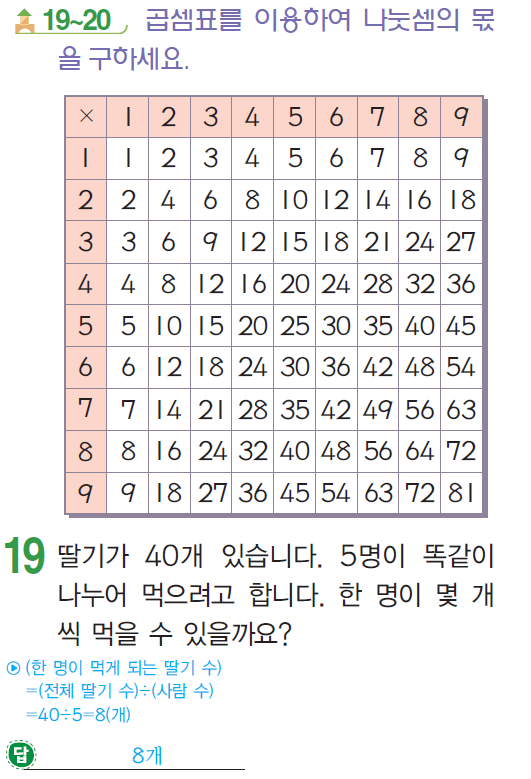 19~20 곱셈표를 이용하여 나눗셈의 몫
을 구하세요.
× 1 2 3 4 5 6 7 8 9
1 1 2 3 4 5 6 7 8 9
2 2 4 6 8 10 12 14 16 18
3 3 6 9 12 15 18 21 24 27
4 4 8 12 16 20 24 28 32 36
5 5 10 15 20 25 30 35 40 45
6 6 12 18 24 30 36 42 48 54
7 7 14 21 28 35 42 49 56 63
8 8 16 24 32 40 48 56 64 72
9 9 18 27 36 45 54 63 72 81
19 딸기가 40개 있습니다. 5명이 똑같이
나누어 먹으려고 합니다. 한 명이 몇 개
씩 먹을 수 있을까요?
(한 명이 먹게 되는 딸기 수)
=(전체 딸기 수)÷(사람 수)
=40÷5=8(개)
답 8개